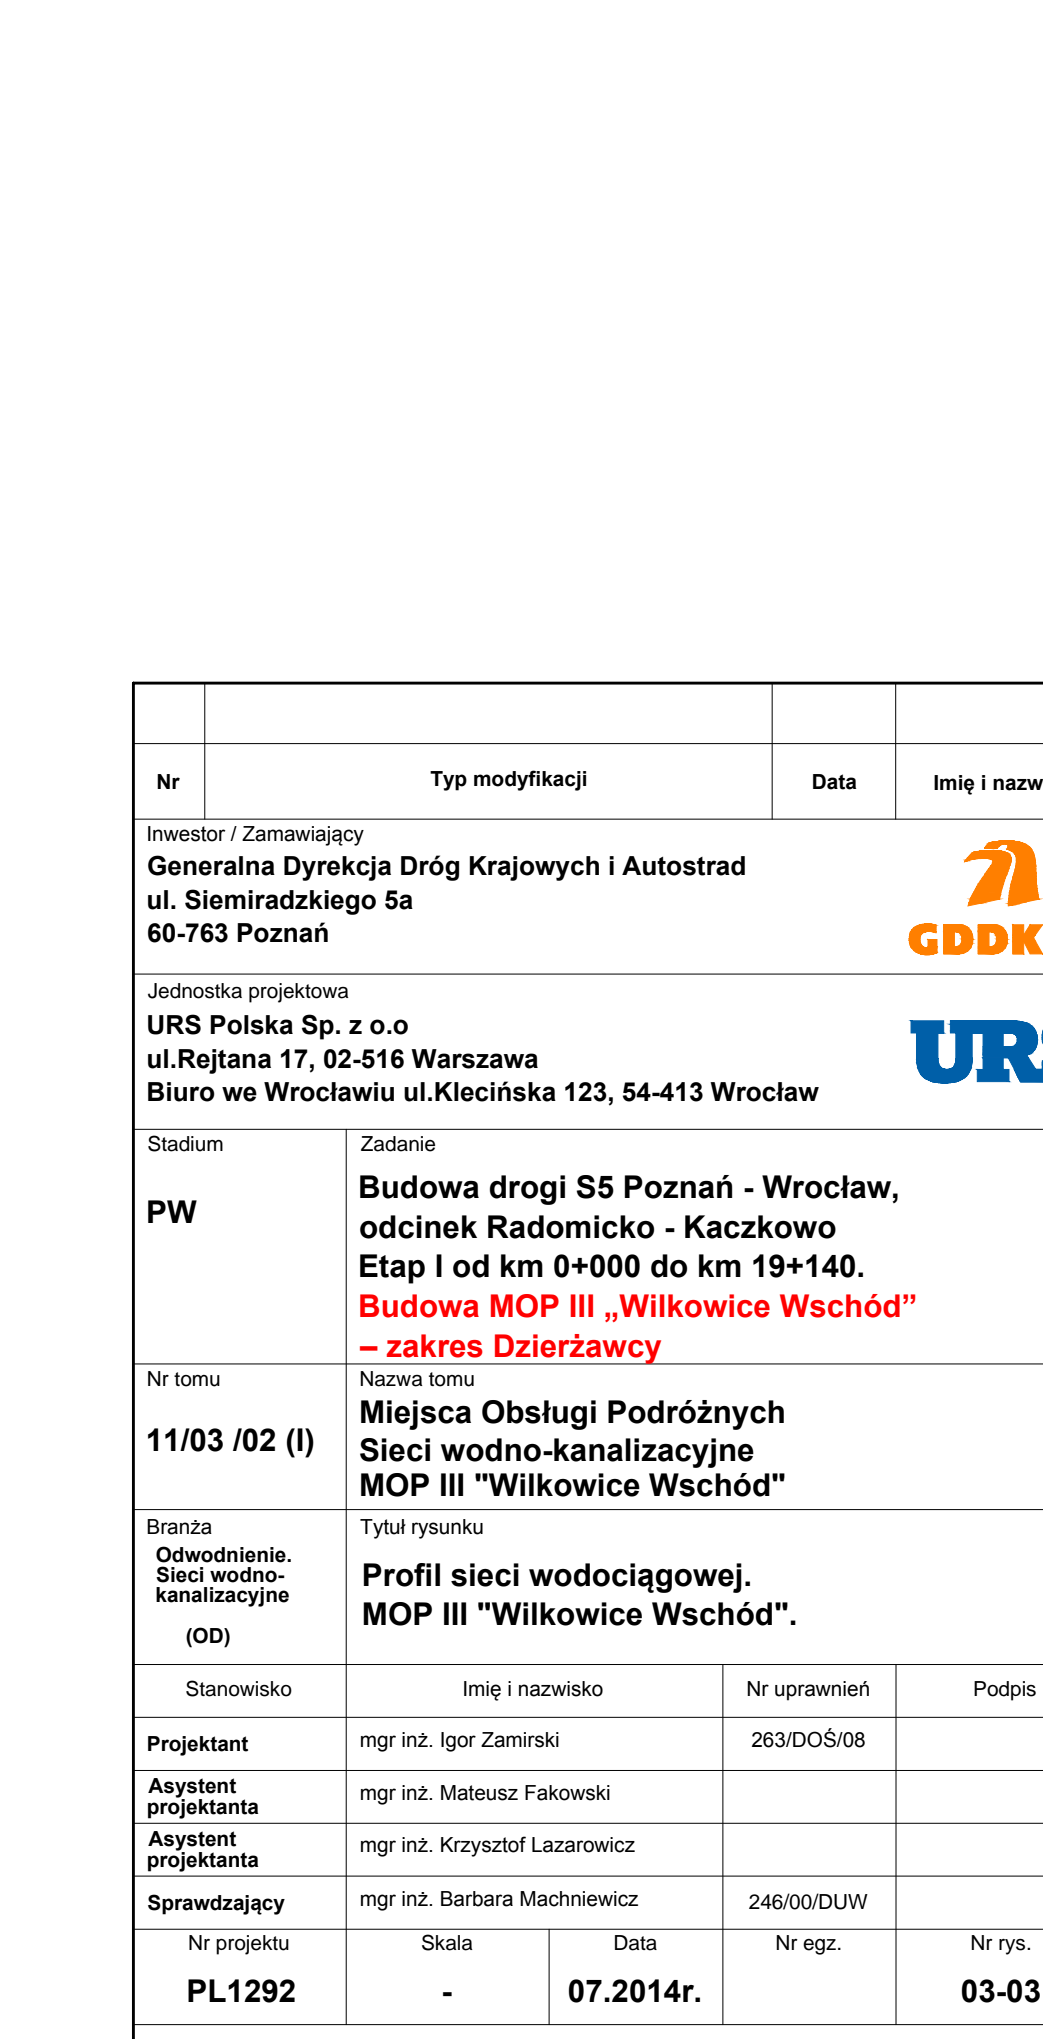 Nr Typ modyfikacji Data Imię i nazw
Inwestor / Zamawiający
Generalna Dyrekcja Dróg Krajowych i Autostrad
ul. Siemiradzkiego 5a
60-763 Poznań
GDDK
Jednostka projektowa
URS Polska Sp. z o.o
ul.Rejtana 17, 02-516 Warszawa
Biuro we Wrocławiu ul.Klecińska 123, 54-413 Wrocław
URS
Stadium
PW
Zadanie
Budowa drogi S5 Poznań - Wrocław,
odcinek Radomicko - Kaczkowo
Etap I od km 0+000 do km 19+140.
Budowa MOP III „Wilkowice Wschód”
– zakres Dzierżawcy
Nr tomu
11/03 /02 (I)
Nazwa tomu
Miejsca Obsługi Podróżnych
Sieci wodno-kanalizacyjne
MOP III "Wilkowice Wschód"
Branża
Odwodnienie.
Sieci wodno-
kanalizacyjne
(OD)
Tytuł rysunku
Profil sieci wodociągowej.
MOP III "Wilkowice Wschód".
Stanowisko Imię i nazwisko Nr uprawnień Podpis
Projektant mgr inż. Igor Zamirski 263/DOŚ/08
Asystent
projektanta
mgr inż. Mateusz Fakowski
Asystent
projektanta
mgr inż. Krzysztof Lazarowicz
Sprawdzający mgr inż. Barbara Machniewicz 246/00/DUW
Nr projektu Skala Data Nr egz. Nr rys.
PL1292 - 07.2014r. 03-03